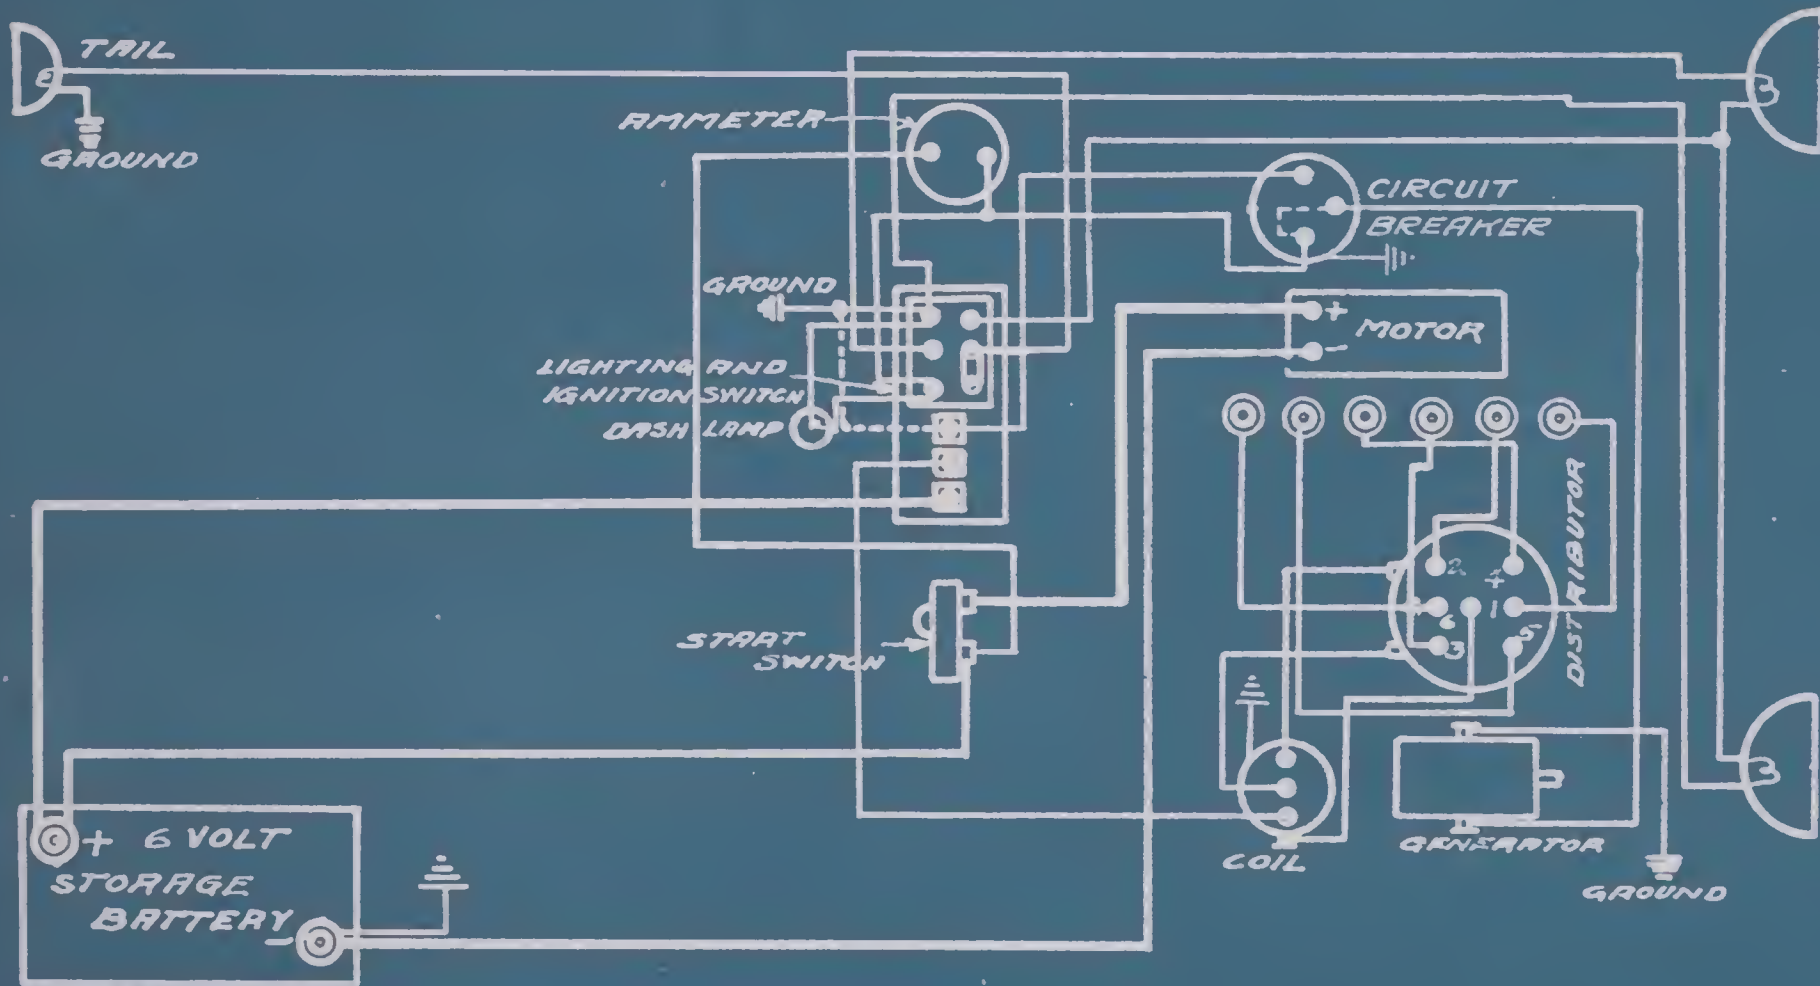 TAIL
GROUND
AMMETER
CIRCUIT
BREAKER
GROUND
+ MOTOR
-
LIGHTING AND
IGNITION SWITCH
DASH LAMP
DISTRIBUTOR
2 4
6 1
3 5
START
SWITCH
+ 6 VOLT
STORAGE
BATTERY
-
COIL
GENERATOR
GROUND